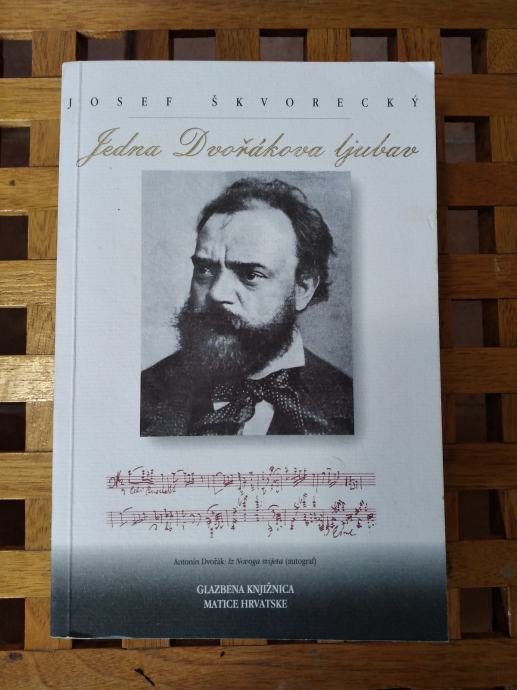 JOSEF ŠKVORECKÝ
Jedna Dvořákova ljubav
Antonín Dvořák: Iz Novoga svijeta (autograf)
GLAZBENA KNJIŽNICA
MATICE HRVATSKE